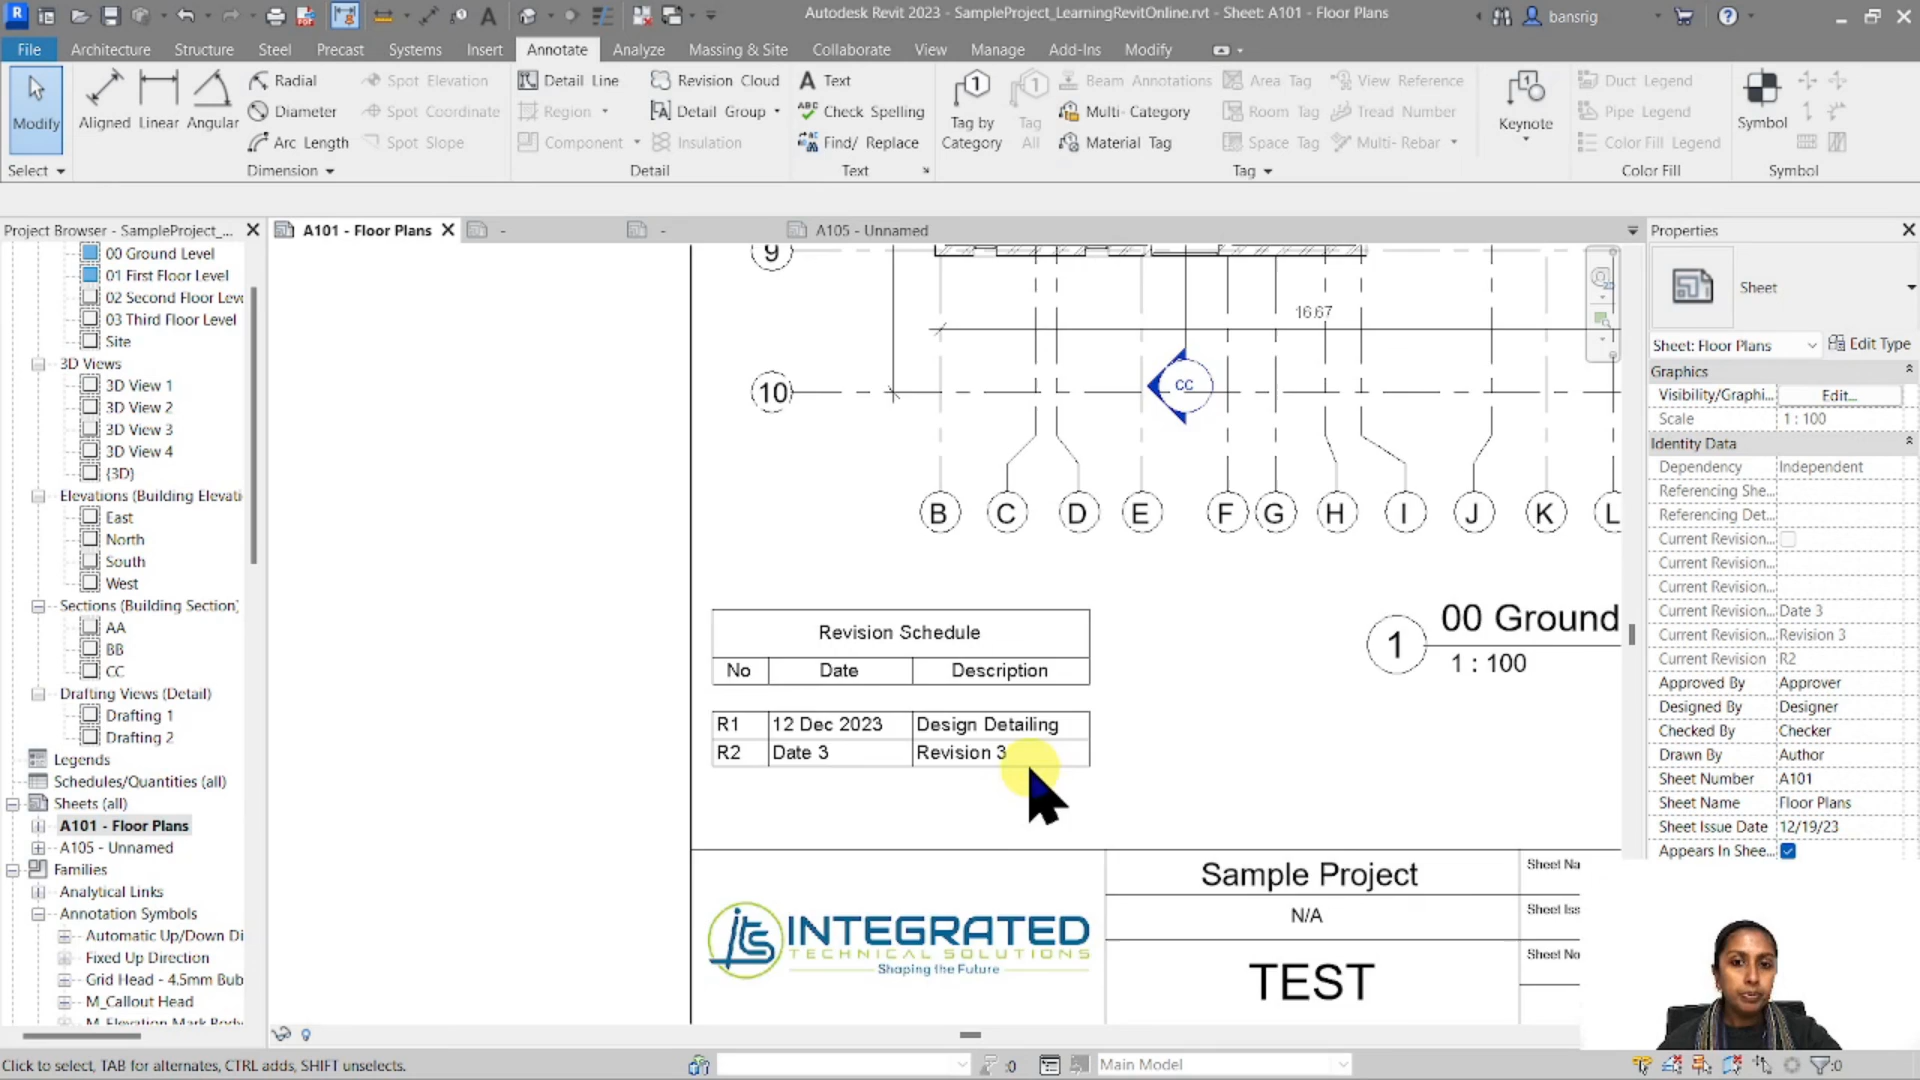 Autodesk Revit 2023 - SampleProject_LearningRevitOnline.rvt - Sheet: A101 - Floor Plans
bansrig
File Architecture Structure Steel Precast Systems Insert Annotate Analyze Massing & Site Collaborate View Manage Add-Ins Modify
Modify
Select
Aligned Linear Angular
Radial
Diameter
Arc Length
Spot Elevation
Spot Coordinate
Spot Slope
Dimension
Detail Line
Region
Component
Revision Cloud
Detail Group
Insulation
Detail
Text
Check Spelling
Find/ Replace
Text
Tag by Category
Tag All
Beam Annotations
Multi- Category
Material Tag
Area Tag
Room Tag
Space Tag
View Reference
Tread Number
Multi- Rebar
Tag
Keynote
Duct Legend
Pipe Legend
Color Fill Legend
Color Fill
Symbol
Symbol
Project Browser - SampleProject_...
00 Ground Level
01 First Floor Level
02 Second Floor Leve
03 Third Floor Level
Site
3D Views
3D View 1
3D View 2
3D View 3
3D View 4
{3D}
Elevations (Building Elevati
East
North
South
West
Sections (Building Section)
AA
BB
CC
Drafting Views (Detail)
Drafting 1
Drafting 2
Legends
Schedules/Quantities (all)
Sheets (all)
A101 - Floor Plans
A105 - Unnamed
Families
Analytical Links
Annotation Symbols
Automatic Up/Down Di
Fixed Up Direction
Grid Head - 4.5mm Bub
M_Callout Head
M_Elevation Mark Body
A101 - Floor Plans
-
-
A105 - Unnamed
9
16.67
CC
10
B C D E F G H I J K L
Revision Schedule
No Date Description
R1 12 Dec 2023 Design Detailing
R2 Date 3 Revision 3
1
00 Ground
1 : 100
its INTEGRATED
TECHNICAL SOLUTIONS
Shaping the Future
Sample Project
N/A
TEST
Sheet Na
Sheet Iss
Sheet No
Properties
Sheet
Sheet: Floor Plans
Edit Type
Graphics
Visibility/Graphi... Edit...
Scale 1 : 100
Identity Data
Dependency Independent
Referencing She...
Referencing Det...
Current Revision...
Current Revision...
Current Revision...
Current Revision... Date 3
Current Revision... Revision 3
Current Revision R2
Approved By Approver
Designed By Designer
Checked By Checker
Drawn By Author
Sheet Number A101
Sheet Name Floor Plans
Sheet Issue Date 12/19/23
Appears In Shee...
Click to select, TAB for alternates, CTRL adds, SHIFT unselects.
:0
Main Model
:0